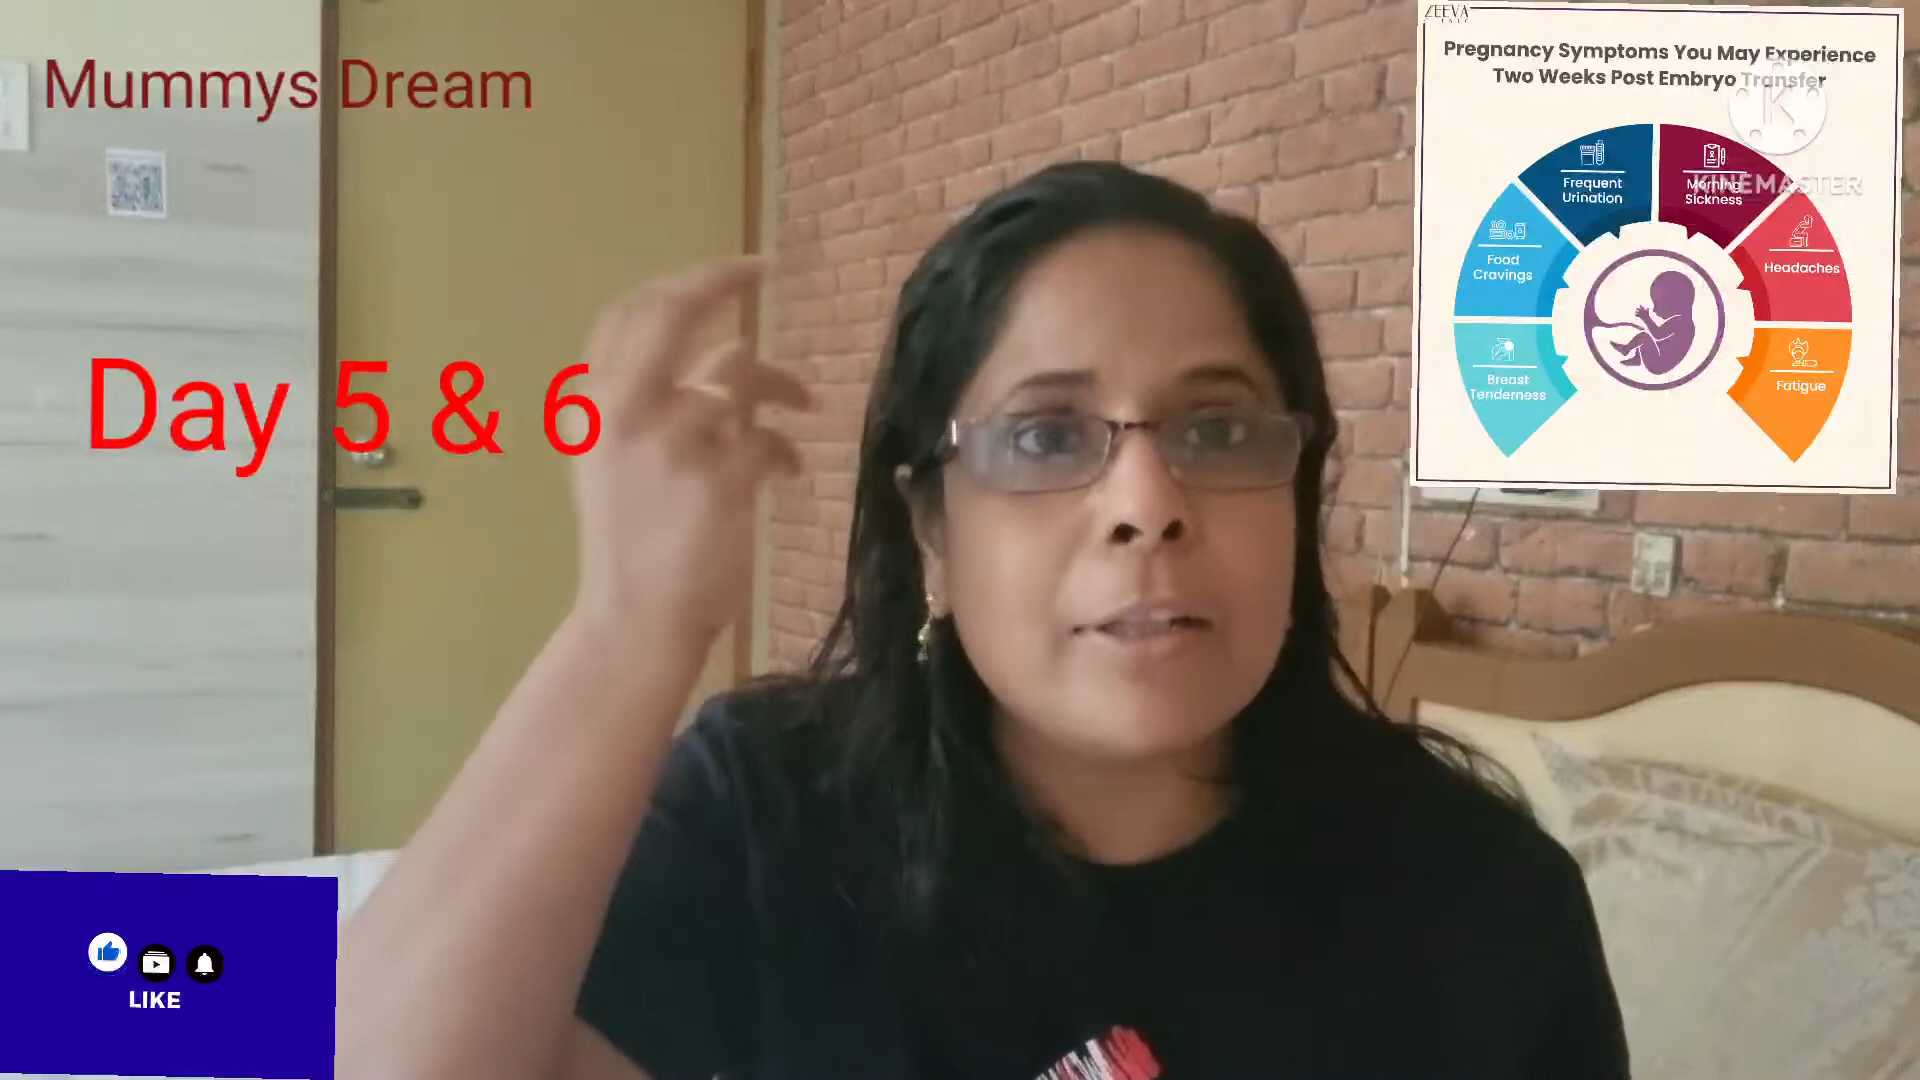 Mummys Dream
Day 5 & 6
LIKE
ZEEVA
CLINIC
Pregnancy Symptoms You May Experience
Two Weeks Post Embryo Transfer
Frequent
Urination
Morning
Sickness
KINEMASTER
Food
Cravings
Headaches
Breast
Tenderness
Fatigue